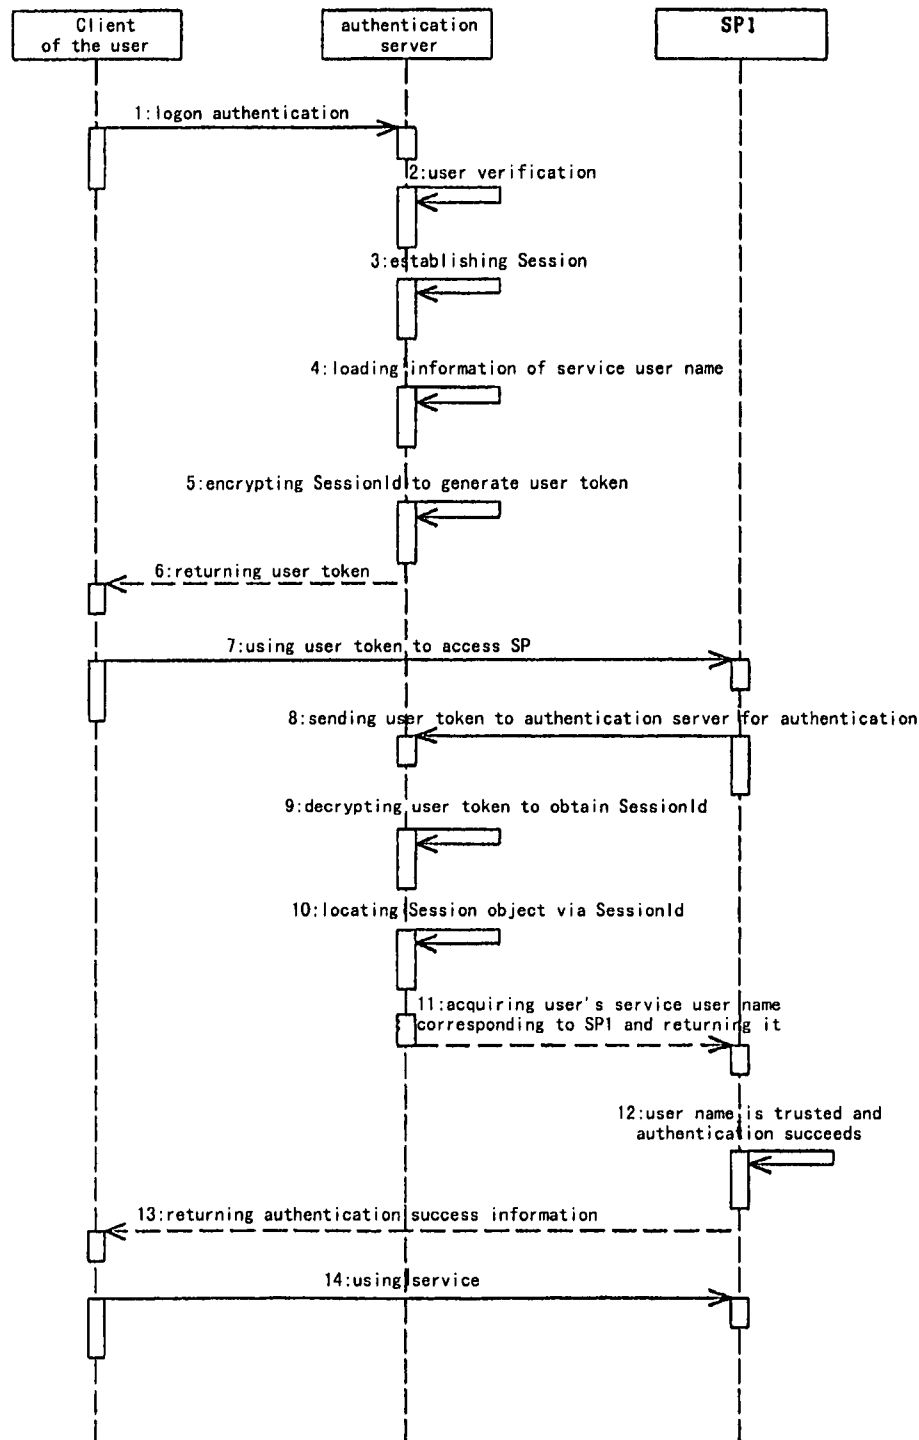 Client
of the user
authentication
server
SP1
1:logon authentication
2:user verification
3:establishing Session
4:loading information of service user name
5:encrypting SessionId to generate user token
6:returning user token
7:using user token to access SP
8:sending user token to authentication server for authentication
9:decrypting user token to obtain SessionId
10:locating Session object via SessionId
11:acquiring user's service user name
corresponding to SP1 and returning it
12:user name is trusted and
authentication succeeds
13:returning authentication success information
14:using service